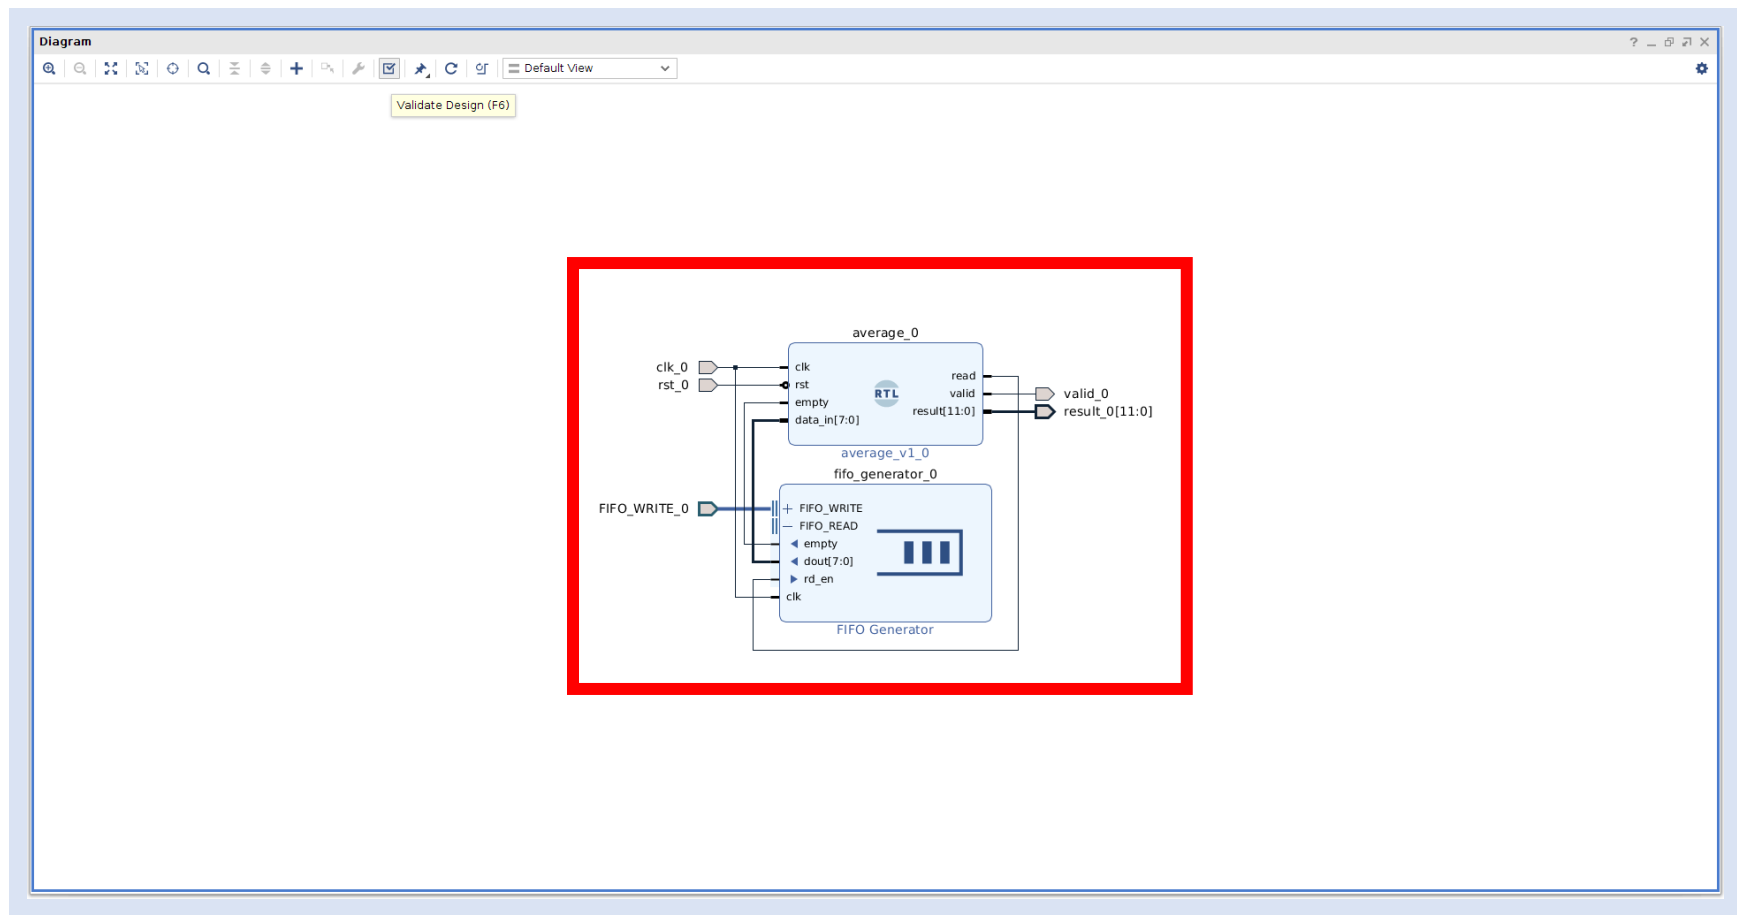 Diagram
Default View
Validate Design (F6)
average_0
clk_0
rst_0
clk
rst
empty
data_in[7:0]
RTL
read
valid
result[11:0]
valid_0
result_0[11:0]
average_v1_0
fifo_generator_0
FIFO_WRITE_0
FIFO_WRITE
FIFO_READ
empty
dout[7:0]
rd_en
clk
FIFO Generator